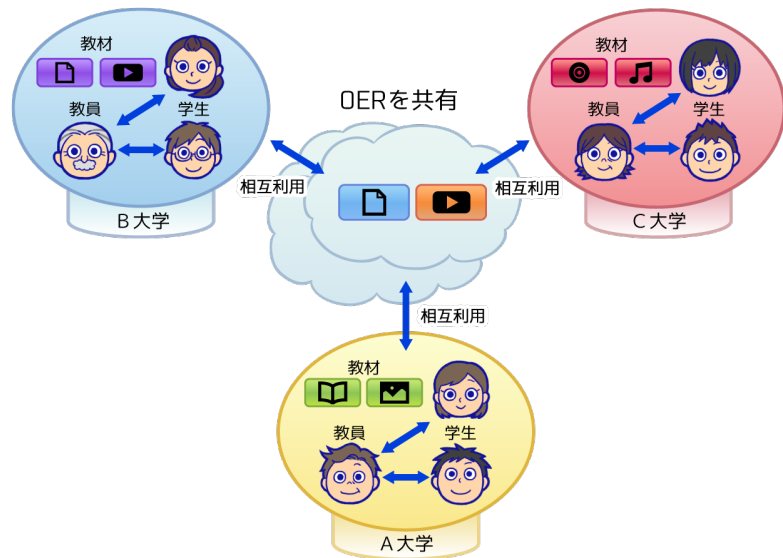 教材
教員
学生
B大学
OERを共有
相互利用
相互利用
教材
教員
学生
C大学
相互利用
教材
教員
学生
A大学